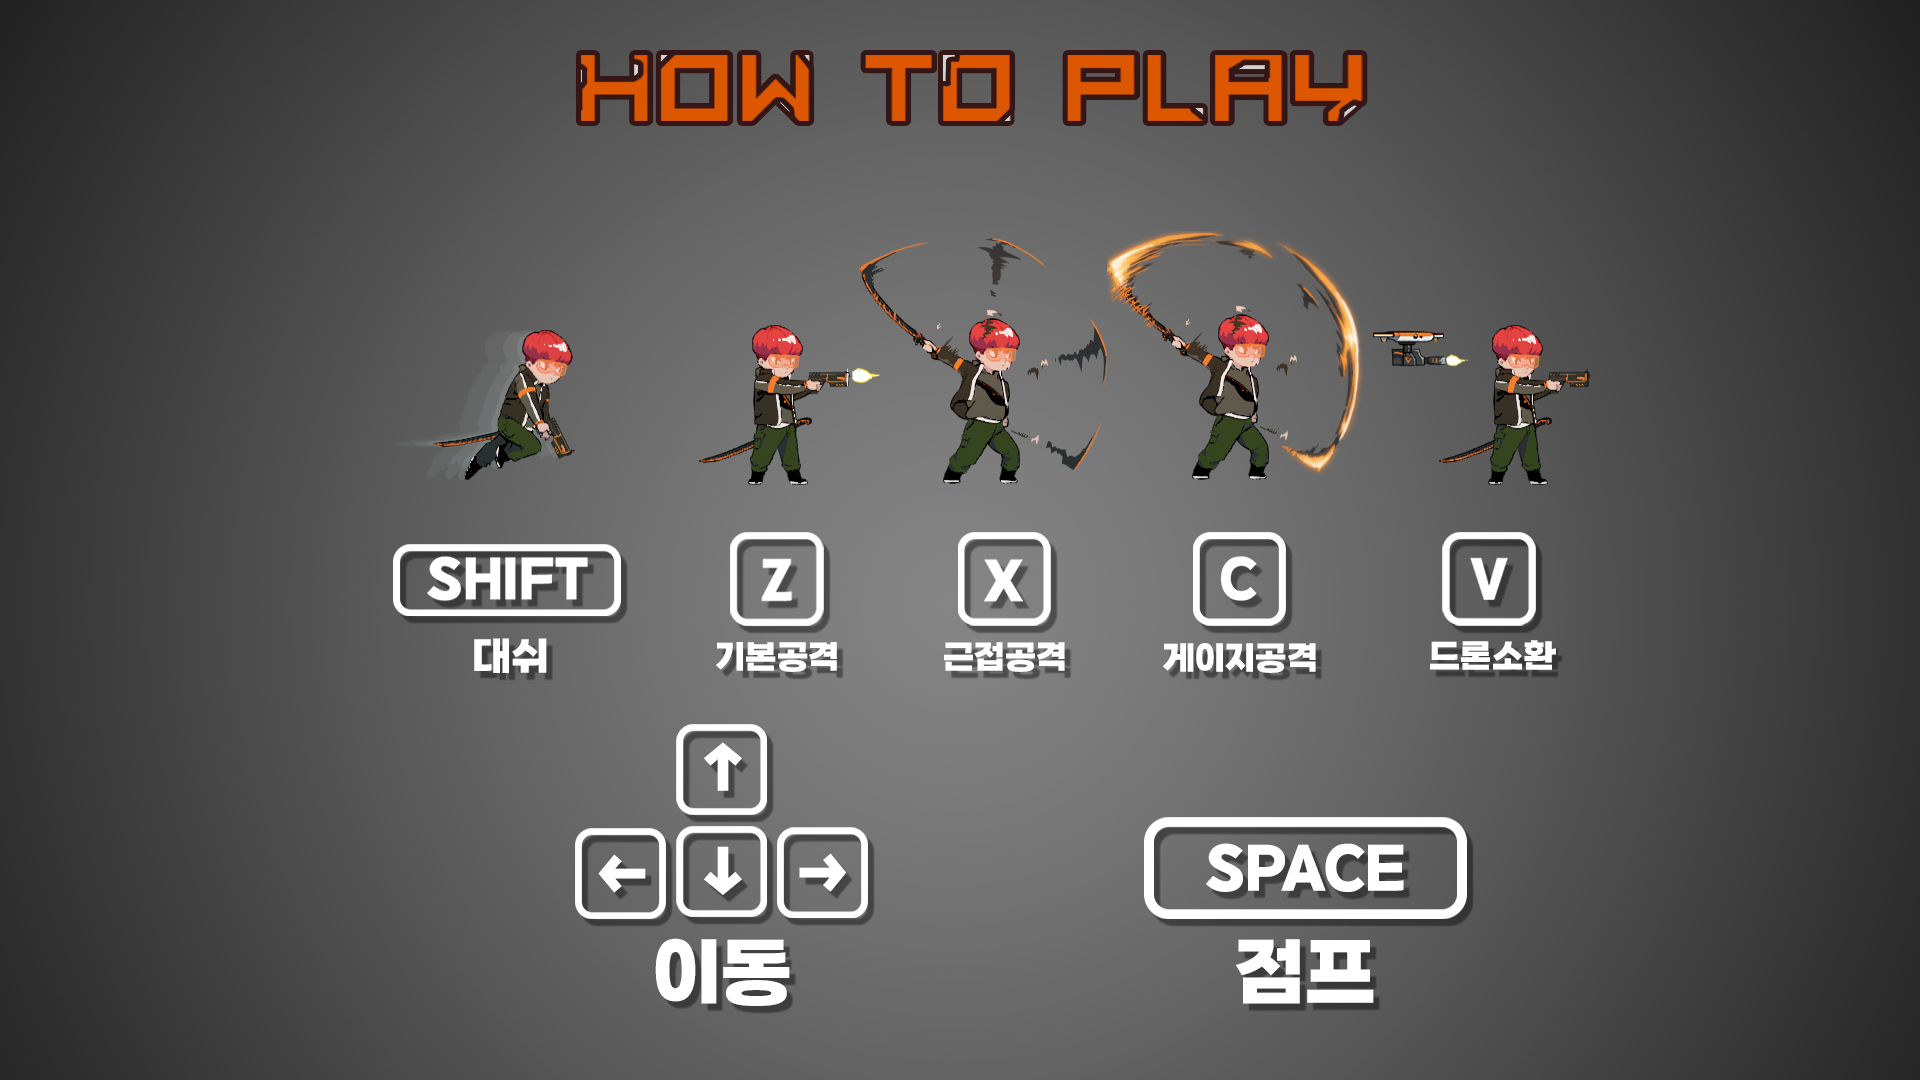 HOW TO PLAY
SHIFT Z X C V
대쉬 기본공격 근접공격 게이지공격 드론소환
↑
← ↓ → SPACE
이동 점프